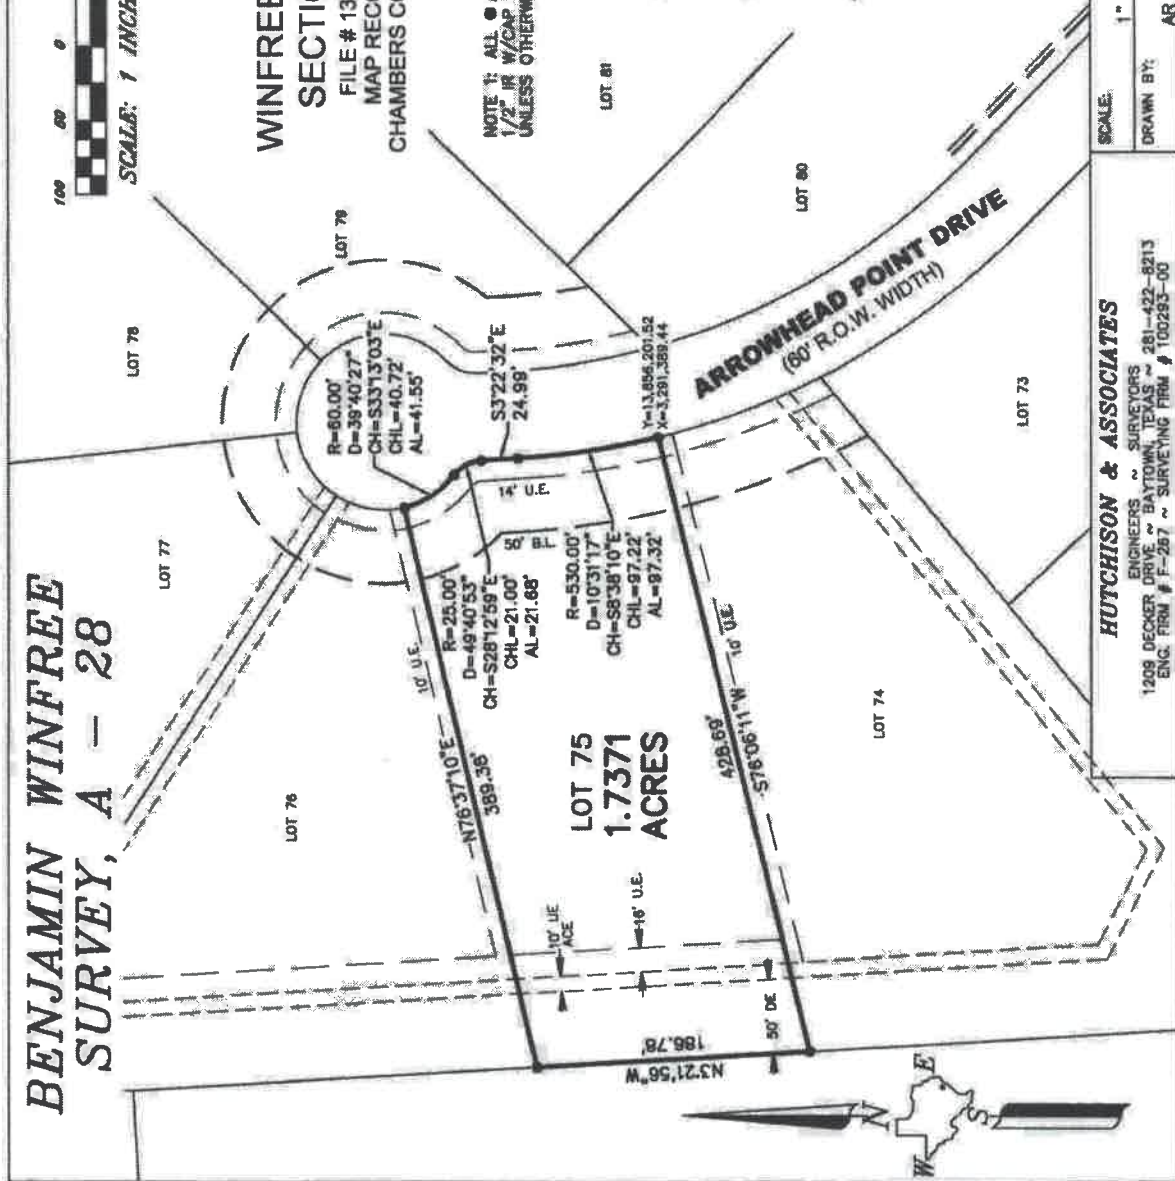 BENJAMIN WINFREE
SURVEY, A - 28
100
60
0
SCALE: 1 INCH
WINFREE
SECTI
FILE # 13
MAP RECO
CHAMBERS CO
NOTE 1: ALL ●
1/2" IR W/CAP
UNLESS OTHERW
LOT 77
LOT 78
LOT 79
LOT 81
LOT 80
LOT 76
R=60.00'
D=39°40'27"
CH=S33°13'03"E
CHL=40.72'
AL=41.55'
S3°22'32"E
24.99'
14' U.E.
50' B.L.
Y=13,856,201.52
X=3,291,389.44
ARROWHEAD POINT DRIVE
(60' R.O.W. WIDTH)
R=25.00'
D=49°40'53"
CH=S28°12'59"E
CHL=21.00'
AL=21.68'
R=530.00'
D=10°31'17"
CH=S8°38'10"E
CHL=97.22'
AL=97.32'
10' U.E.
N76°37'10"E
389.36'
LOT 75
1.7371
ACRES
10' UE
ACE
16' U.E.
428.69'
S76°06'11"W
10' U.E.
N3°21'56"W
186.78'
50' DE
LOT 74
LOT 73
N
W E
S
HUTCHISON & ASSOCIATES
ENGINEERS ~ SURVEYORS
1209 DECKER DRIVE ~ BAYTOWN, TEXAS ~ 281-422-8213
ENG. FIRM # F-267 ~ SURVEYING FIRM # 100293-00
SCALE: 1"
DRAWN BY: AR